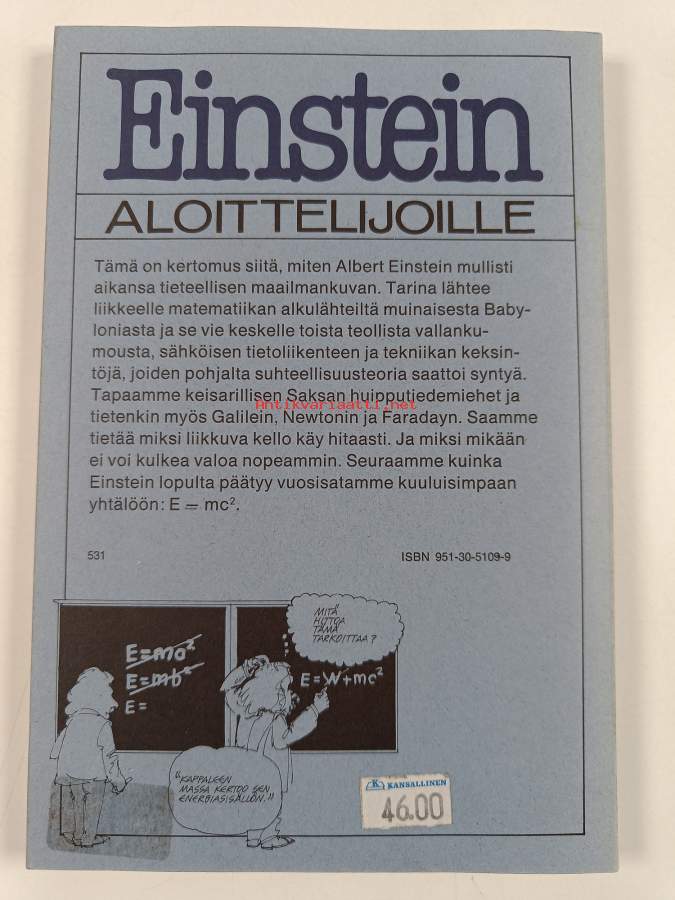 Einstein
ALOITTELIJOILLE
Tämä on kertomus siitä, miten Albert Einstein mullisti
aikansa tieteellisen maailmankuvan. Tarina lähtee
liikkeelle matematiikan alkulähteiltä muinaisesta Baby-
loniasta ja se vie keskelle toista teollista vallanku-
mousta, sähköisen tietoliikenteen ja tekniikan keksin-
töjä, joiden pohjalta suhteellisuusteoria saattoi syntyä.
Tapaamme keisarillisen Saksan huipputiedemiehet ja
Antikvariaatti.net
tietenkin myös Galilein, Newtonin ja Faradayn. Saamme
tietää miksi liikkuva kello käy hitaasti. Ja miksi mikään
ei voi kulkea valoa nopeammin. Seuraamme kuinka
Einstein lopulta päätyy vuosisatamme kuuluisimpaan
yhtälöön: E = mc².
531
ISBN 951-30-5109-9
MITÄ
HOTOA
TÄMÄ
TARKOITTAA?
E=ma²
E=mb²
E=
E=W+mc²
"KAPPALEEN
MASSA KERTOO SEN
ENERGIASISÄLLÖN."
K KANSALLINEN
46.00